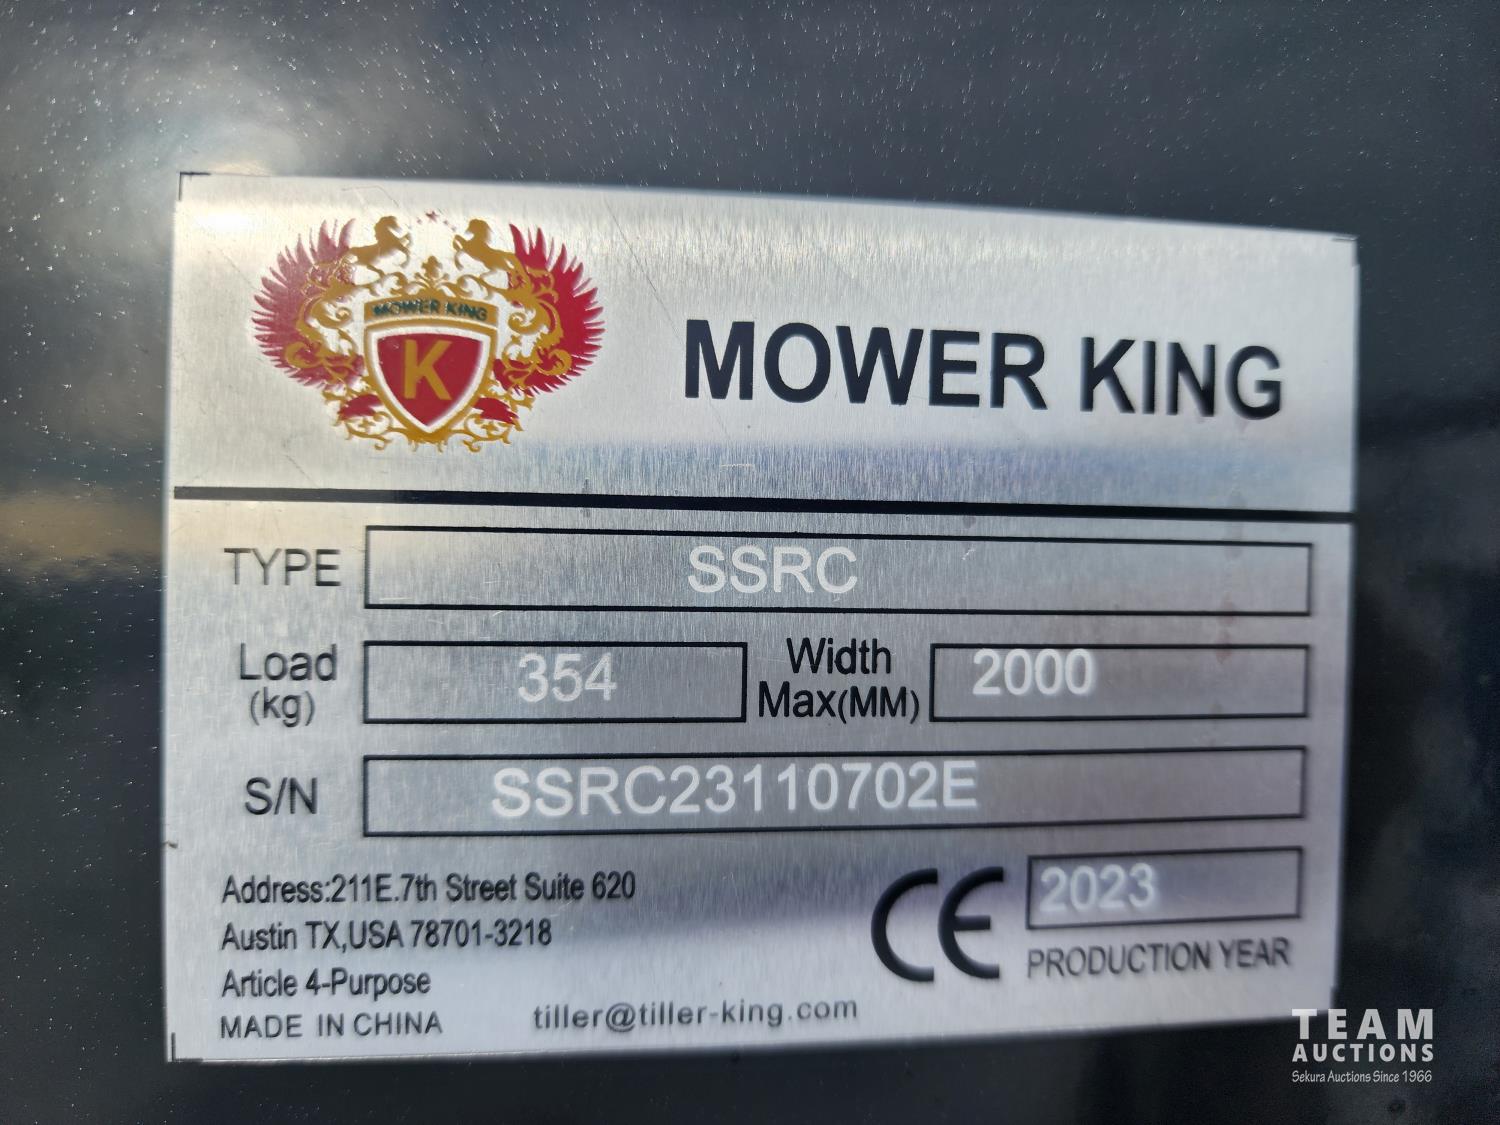 MOWER KING
K
MOWER KING
TYPE SSRC
Load (kg) 354 Width Max(MM) 2000
S/N SSRC23110702E
Address:211E.7th Street Suite 620
Austin TX,USA 78701-3218
Article 4-Purpose
MADE IN CHINA
tiller@tiller-king.com
CE 2023
PRODUCTION YEAR
TEAM
AUCTIONS
Sekura Auctions Since 1966